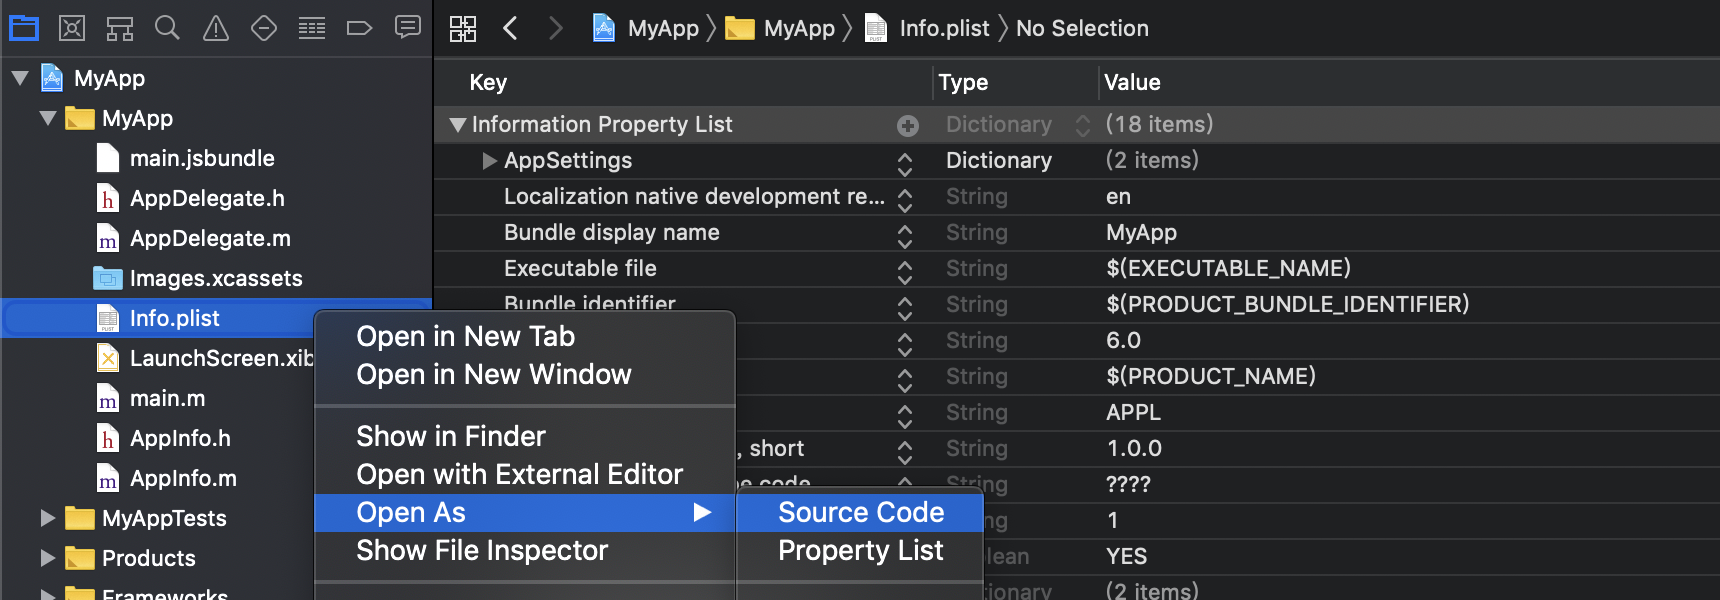 MyApp
MyApp
main.jsbundle
h AppDelegate.h
m AppDelegate.m
Images.xcassets
PLIST Info.plist
LaunchScreen.xib
m main.m
h AppInfo.h
m AppInfo.m
MyAppTests
Products
Frameworks
MyApp MyApp PLIST Info.plist No Selection
Key Type Value
Information Property List Dictionary (18 items)
AppSettings Dictionary (2 items)
Localization native development re... String en
Bundle display name String MyApp
Executable file String $(EXECUTABLE_NAME)
Bundle identifier String $(PRODUCT_BUNDLE_IDENTIFIER)
String 6.0
String $(PRODUCT_NAME)
String APPL
, short String 1.0.0
code String ????
1
YES
(2 items)
Open in New Tab
Open in New Window
Show in Finder
Open with External Editor
Open As
Show File Inspector
Source Code
Property List